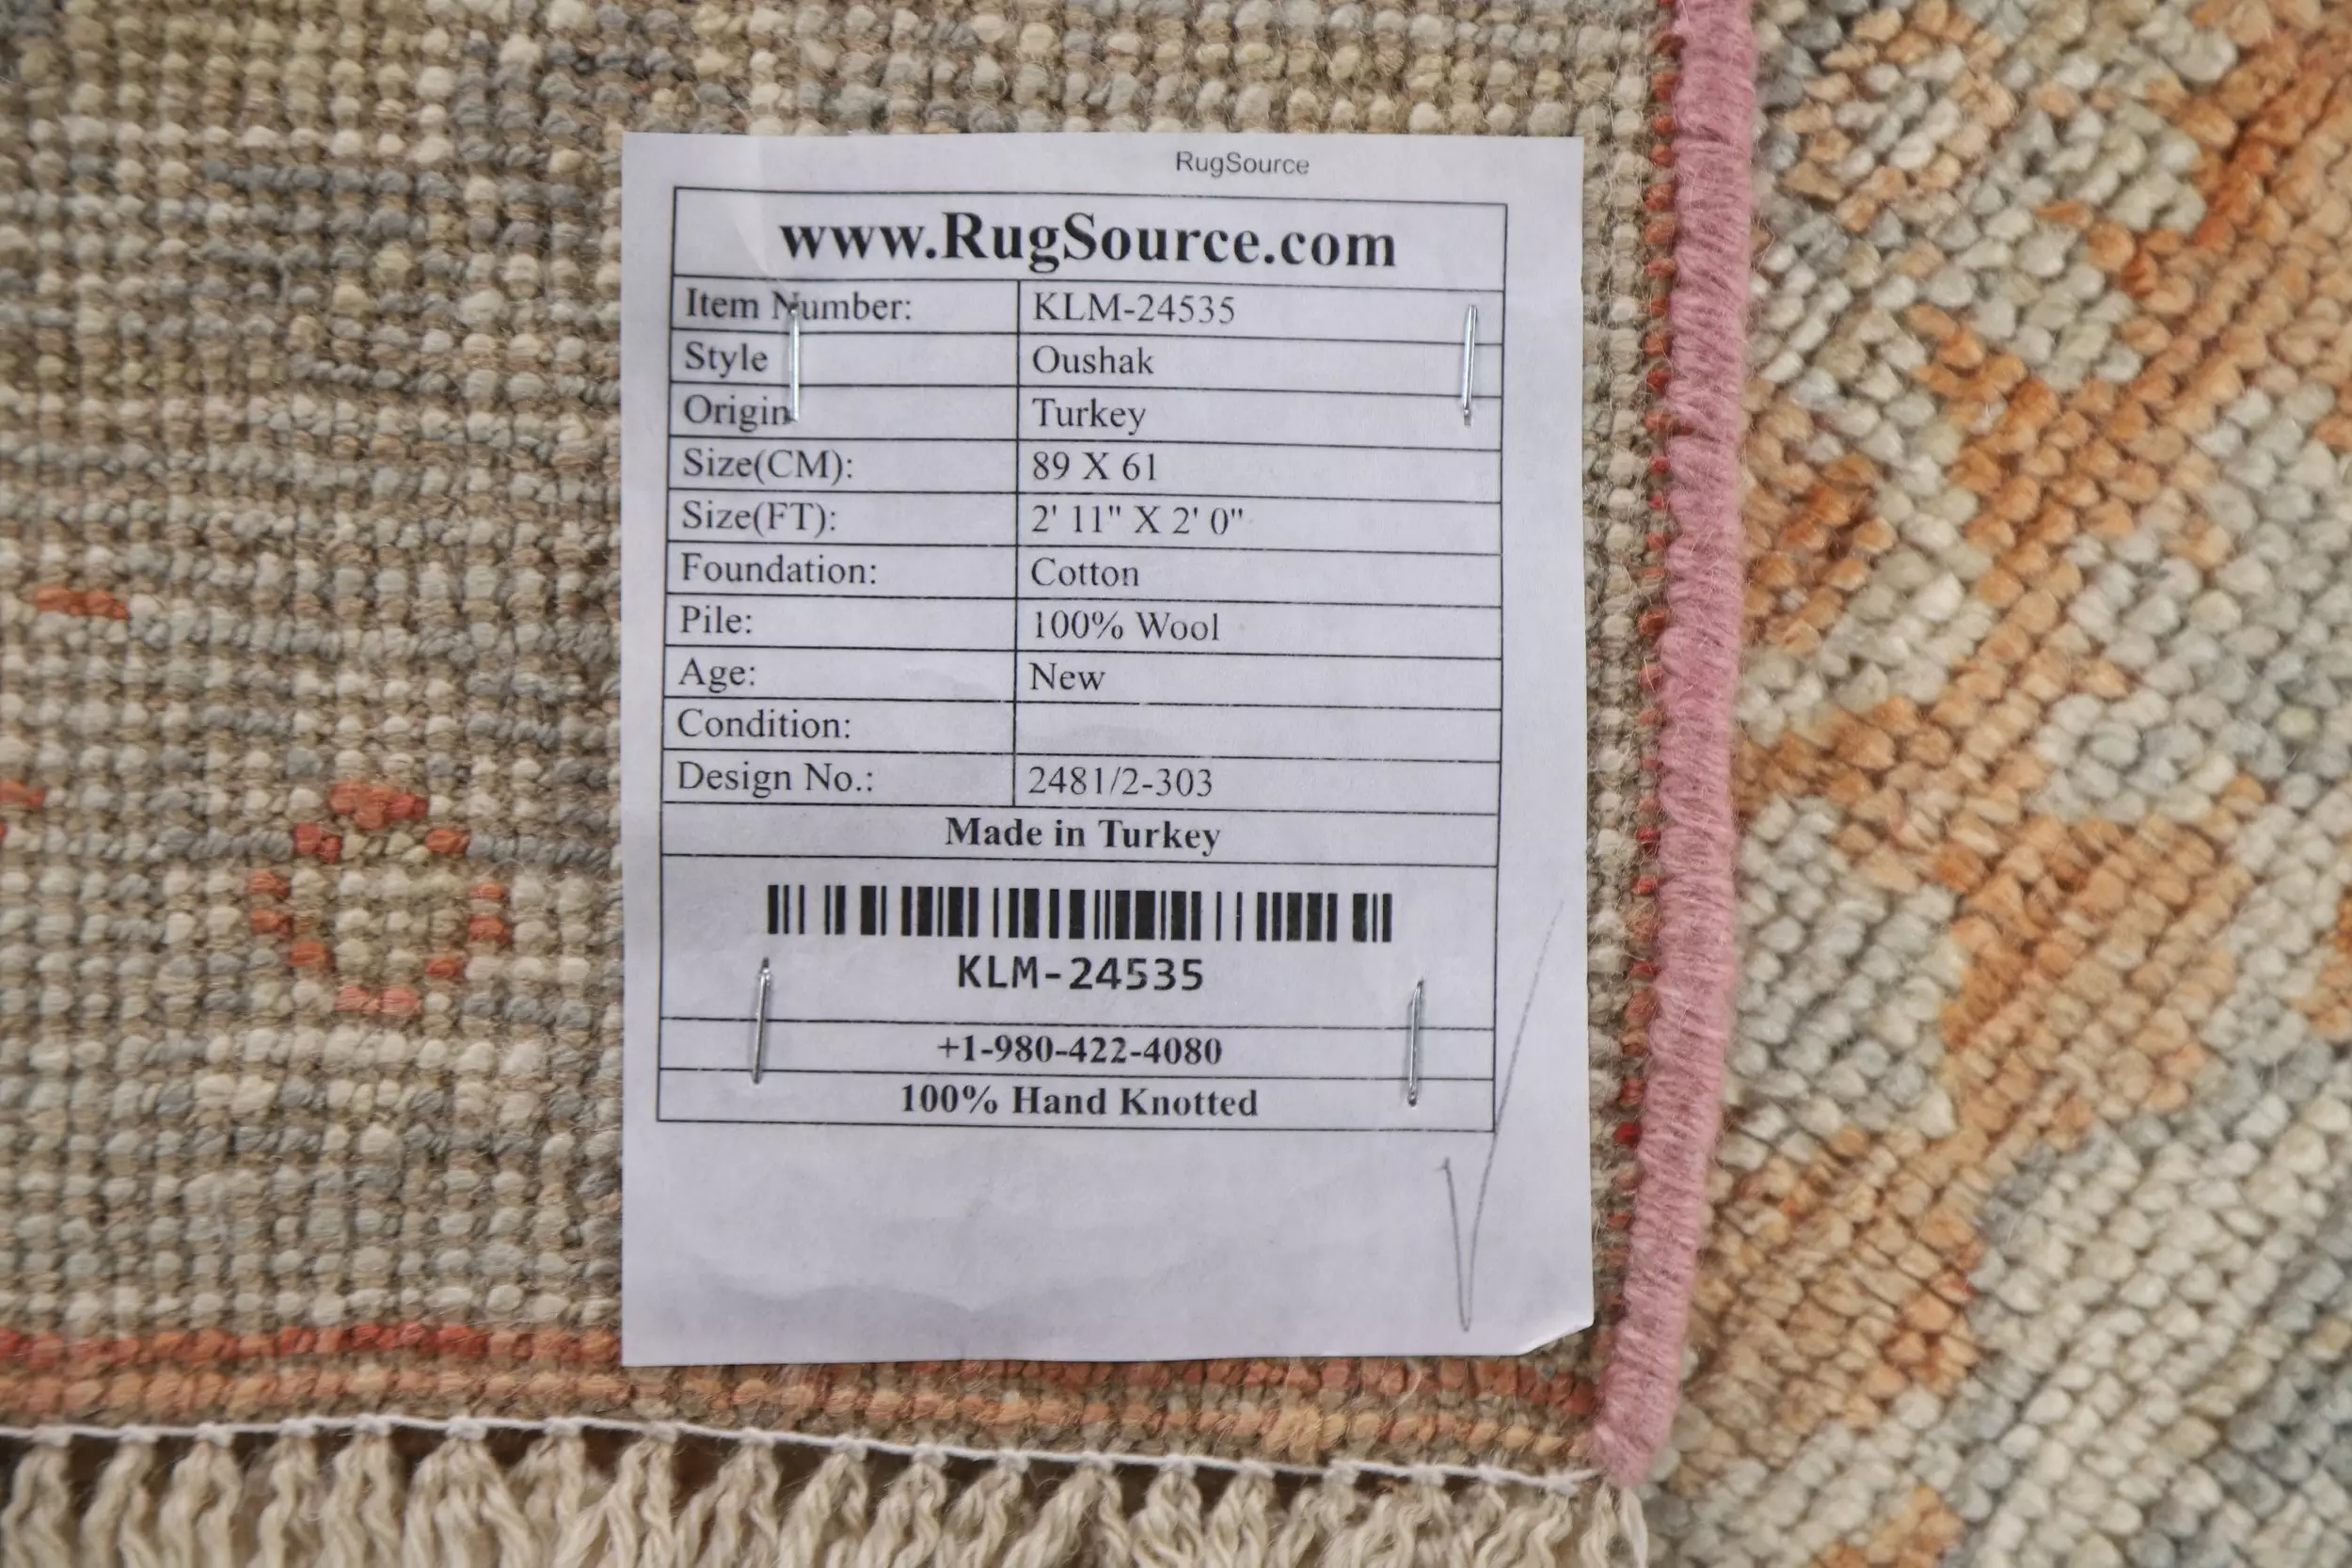 RugSource
www.RugSource.com
Item Number: KLM-24535
Style Oushak
Origin Turkey
Size(CM): 89 X 61
Size(FT): 2' 11" X 2' 0"
Foundation: Cotton
Pile: 100% Wool
Age: New
Condition:
Design No.: 2481/2-303
Made in Turkey
KLM-24535
+1-980-422-4080
100% Hand Knotted